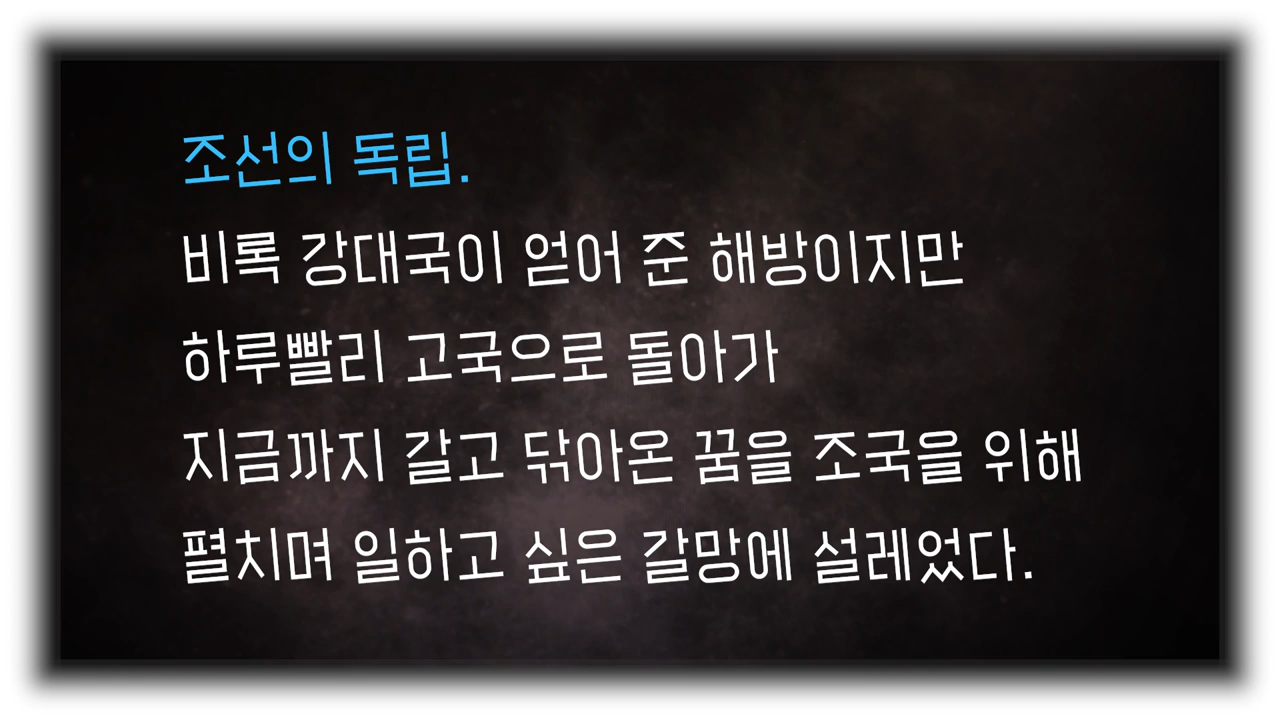 조선의 독립.
비록 강대국이 얻어 준 해방이지만
하루빨리 고국으로 돌아가
지금까지 갈고 닦아온 꿈을 조국을 위해
펼치며 일하고 싶은 갈망에 설레었다.